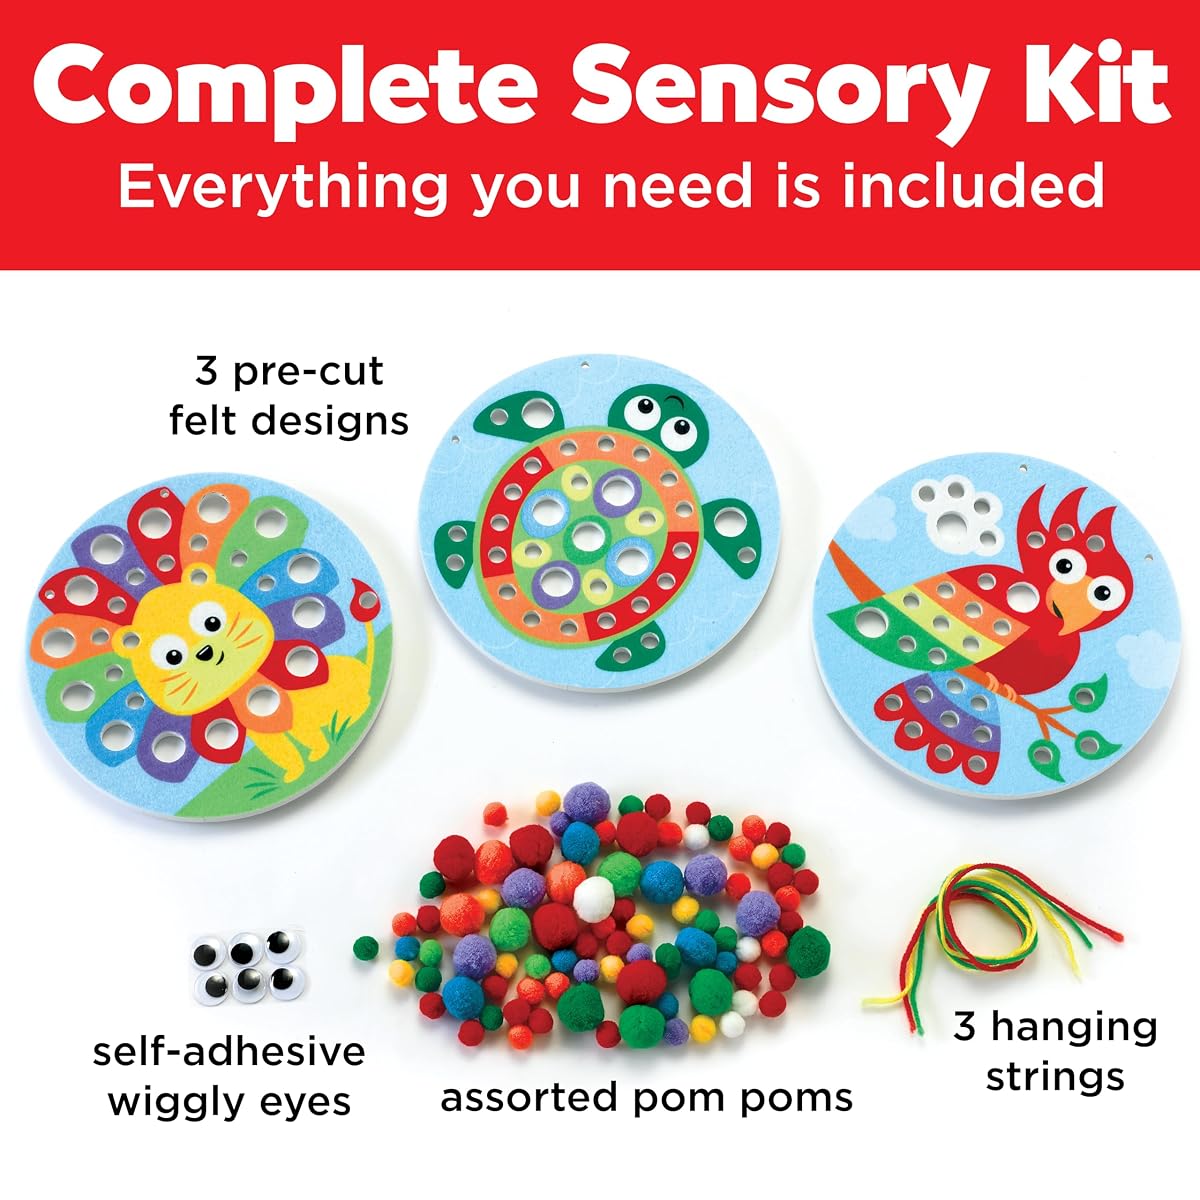 Complete Sensory Kit
Everything you need is included
3 pre-cut
felt designs
self-adhesive
wiggly eyes
assorted pom poms
3 hanging
strings